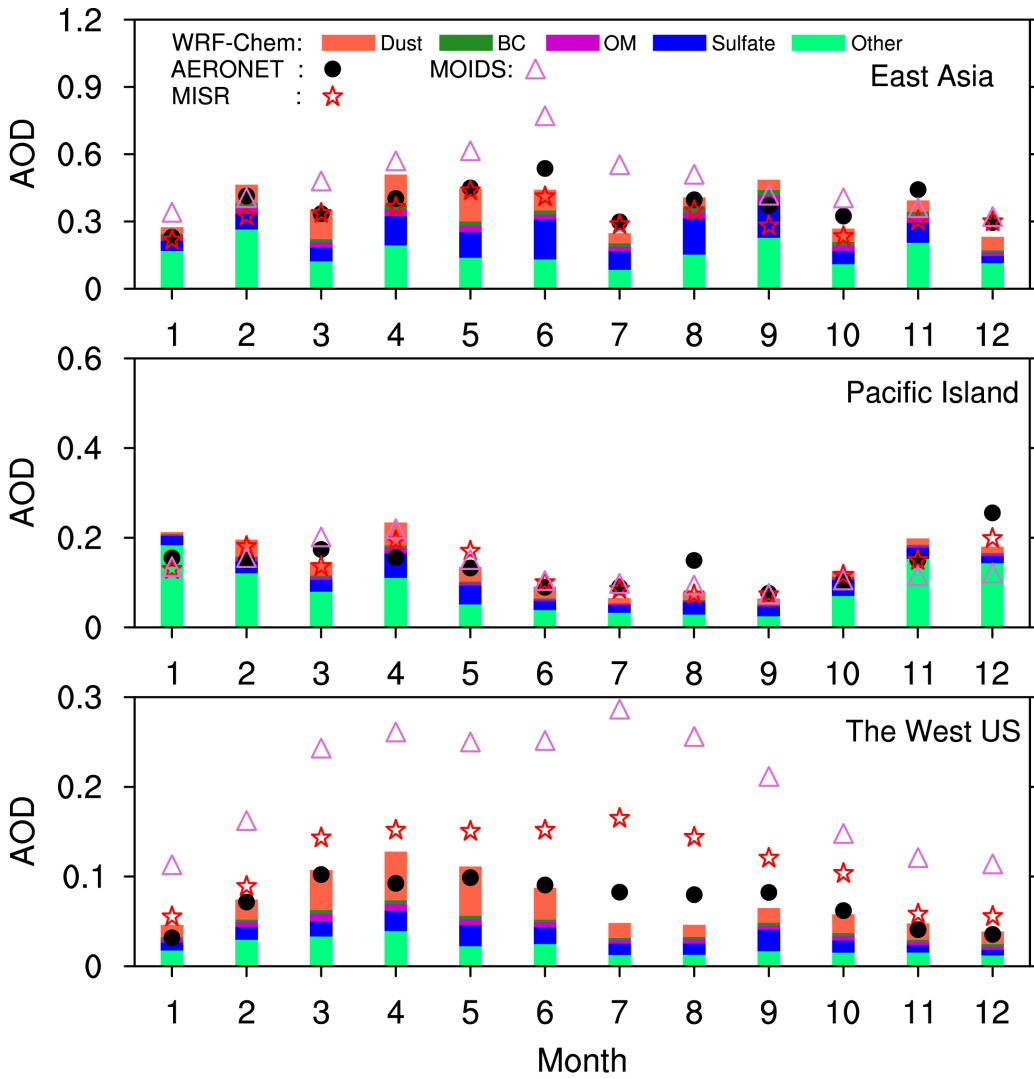 1.2
WRF-Chem: Dust BC OM Sulfate Other
AERONET : MOIDS:
MISR :
East Asia
0.9
0.6
0.3
0
AOD
1 2 3 4 5 6 7 8 9 10 11 12
0.6
Pacific Island
0.4
0.2
0
AOD
1 2 3 4 5 6 7 8 9 10 11 12
0.3
The West US
0.2
0.1
0
AOD
1 2 3 4 5 6 7 8 9 10 11 12
Month